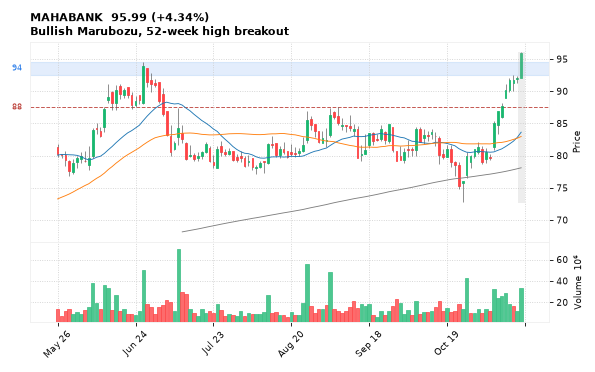 MAHABANK 95.99 (+4.34%)
Bullish Marubozu, 52-week high breakout
95
94
90
88
85
80
75
70
Price
60
40
20
Volume 10⁶
May 26
Jun 24
Jul 23
Aug 20
Sep 18
Oct 19